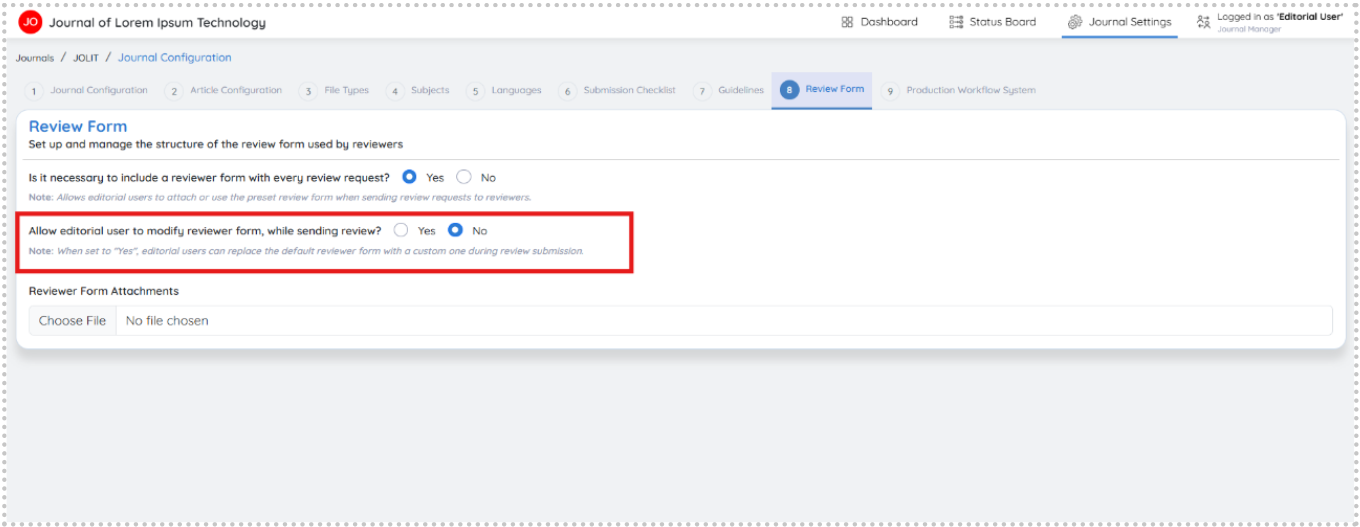 JO Journal of Lorem Ipsum Technology
Dashboard
Status Board
Journal Settings
Logged in as 'Editorial User'
Journal Manager
Journals / JOLIT / Journal Configuration
1 Journal Configuration
2 Article Configuration
3 File Types
4 Subjects
5 Languages
6 Submission Checklist
7 Guidelines
8 Review Form
9 Production Workflow System
Review Form
Set up and manage the structure of the review form used by reviewers
Is it necessary to include a reviewer form with every review request? Yes No
Note: Allows editorial users to attach or use the preset review form when sending review requests to reviewers.
Allow editorial user to modify reviewer form, while sending review? Yes No
Note: When set to "Yes", editorial users can replace the default reviewer form with a custom one during review submission.
Reviewer Form Attachments
Choose File No file chosen